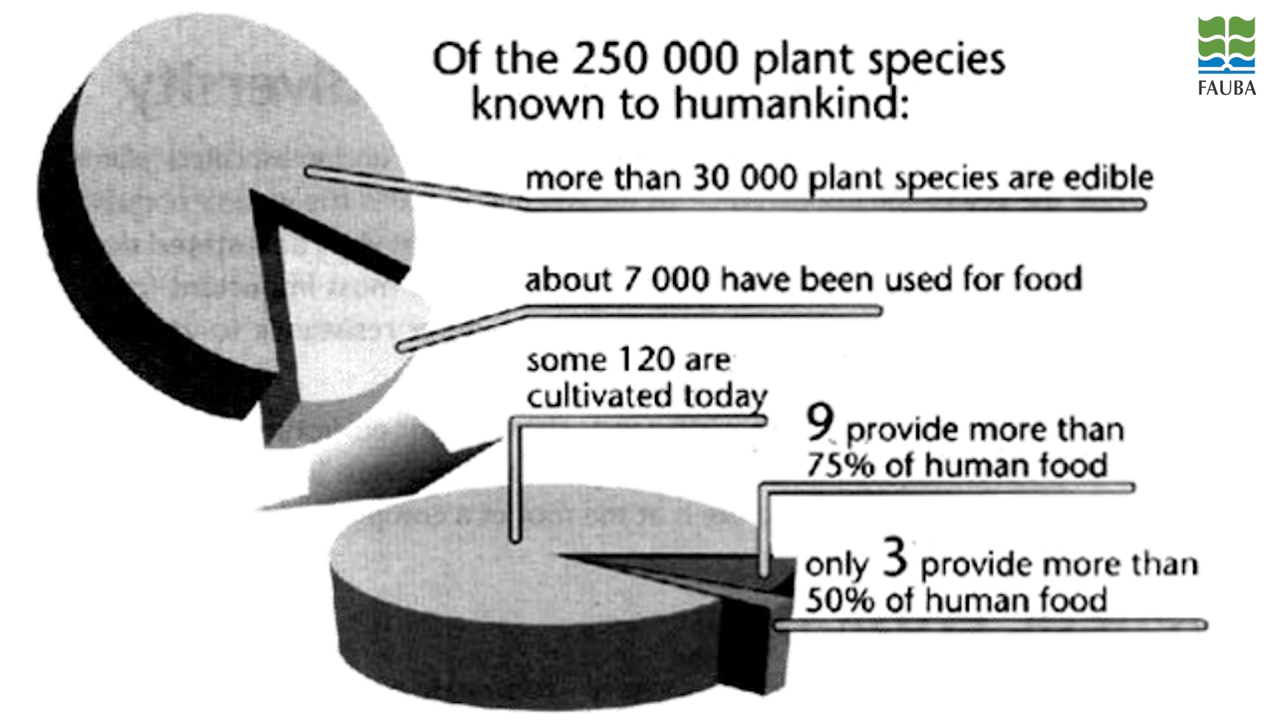 Of the 250 000 plant species
known to humankind:
FAUBA
more than 30 000 plant species are edible
about 7 000 have been used for food
some 120 are
cultivated today
9 provide more than
75% of human food
only 3 provide more than
50% of human food